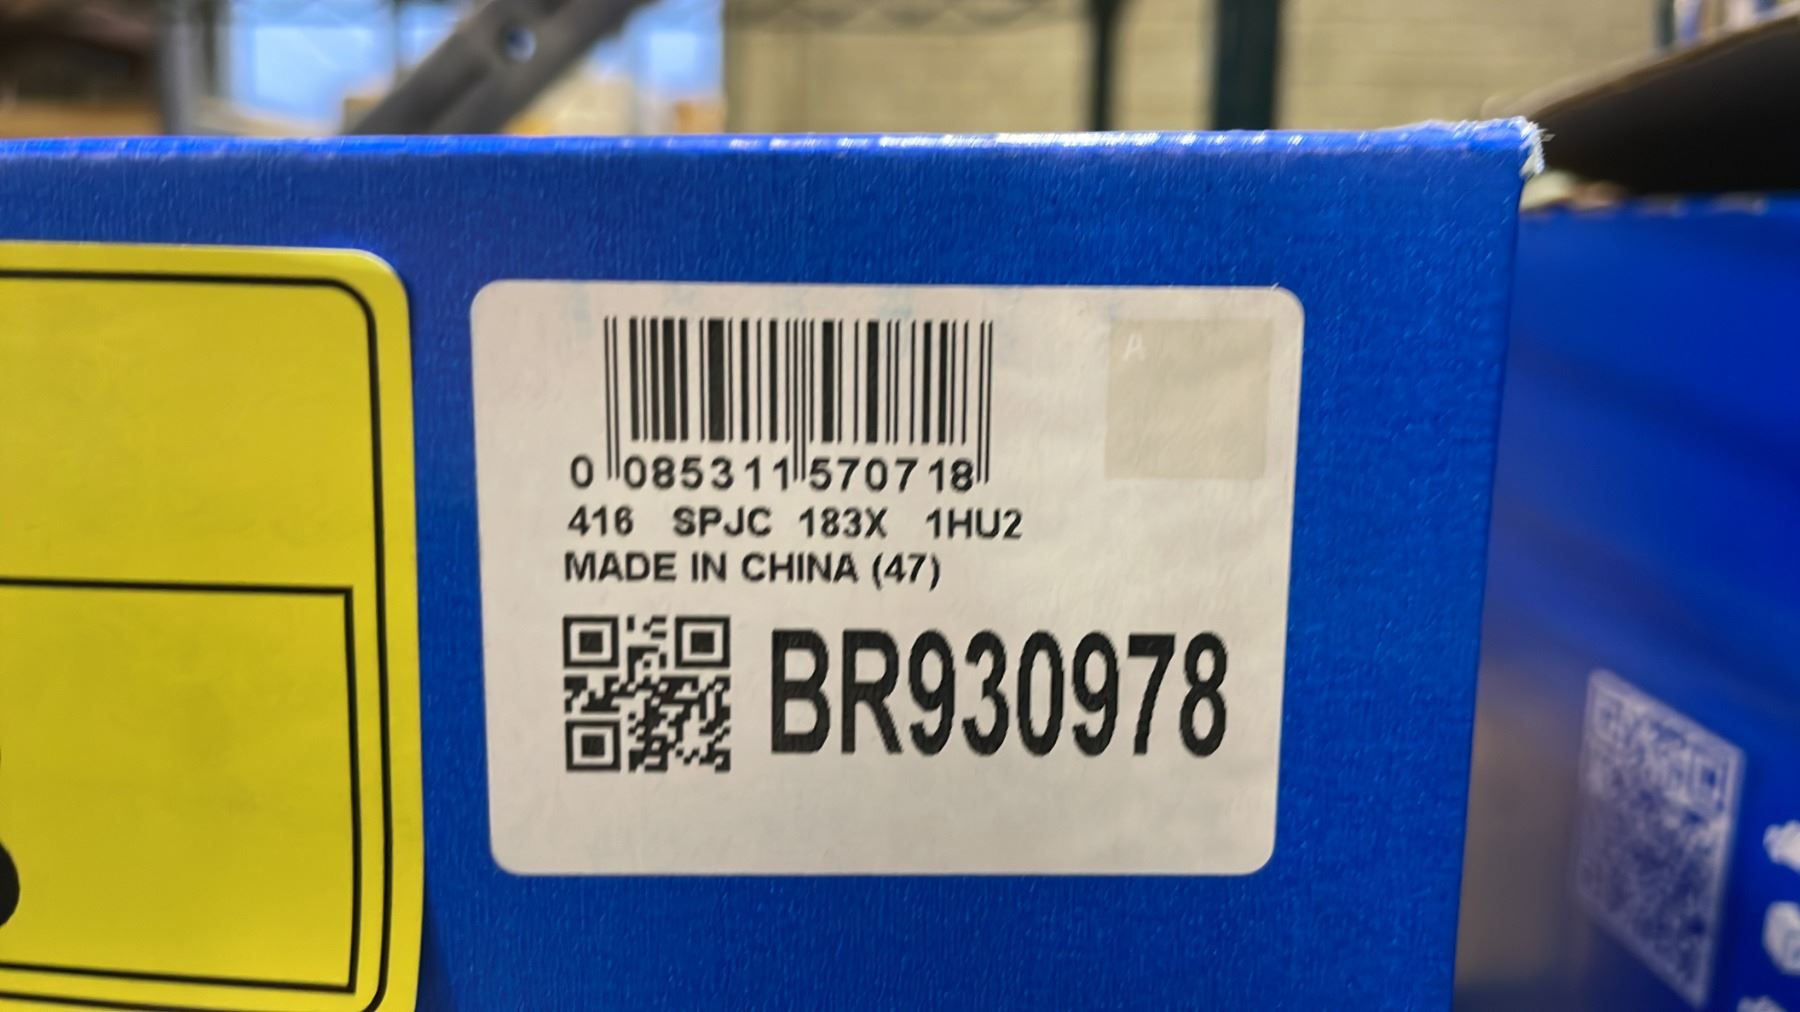 0 085311 570718
416 SPJC 183X 1HU2
MADE IN CHINA (47)
BR930978
A